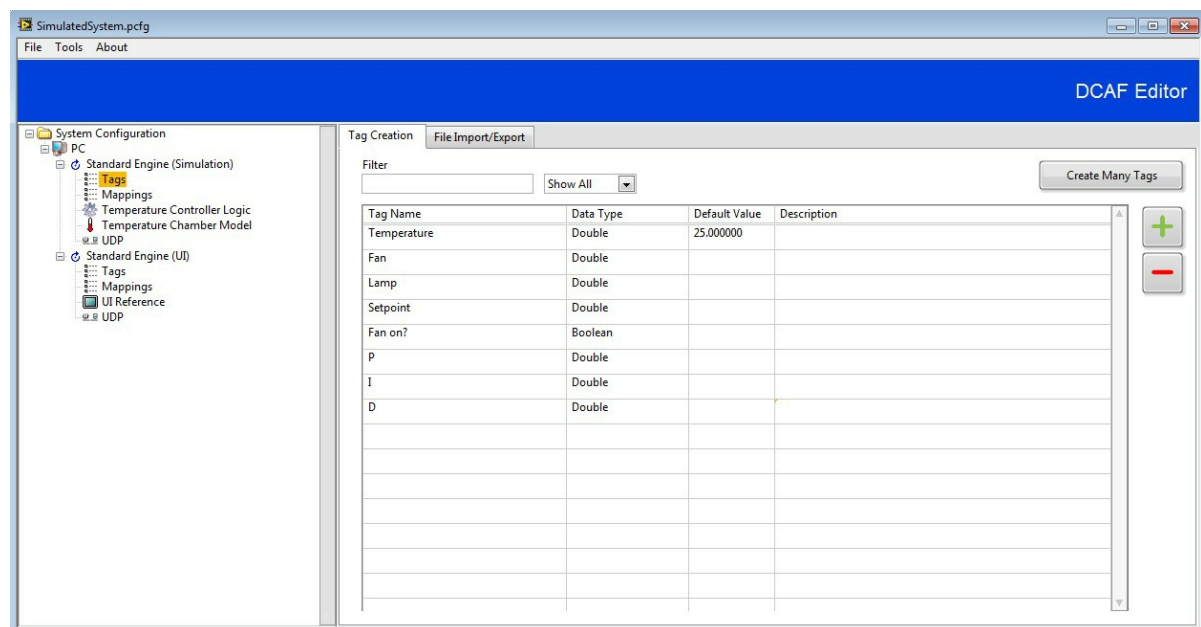 SimulatedSystem.pcfg
File Tools About
DCAF Editor
System Configuration
PC
Standard Engine (Simulation)
Tags
Mappings
Temperature Controller Logic
Temperature Chamber Model
UDP
Standard Engine (UI)
Tags
Mappings
UI Reference
UDP
Tag Creation File Import/Export
Filter
Show All
Create Many Tags
Tag Name Data Type Default Value Description
Temperature Double 25.000000
Fan Double
Lamp Double
Setpoint Double
Fan on? Boolean
P Double
I Double
D Double